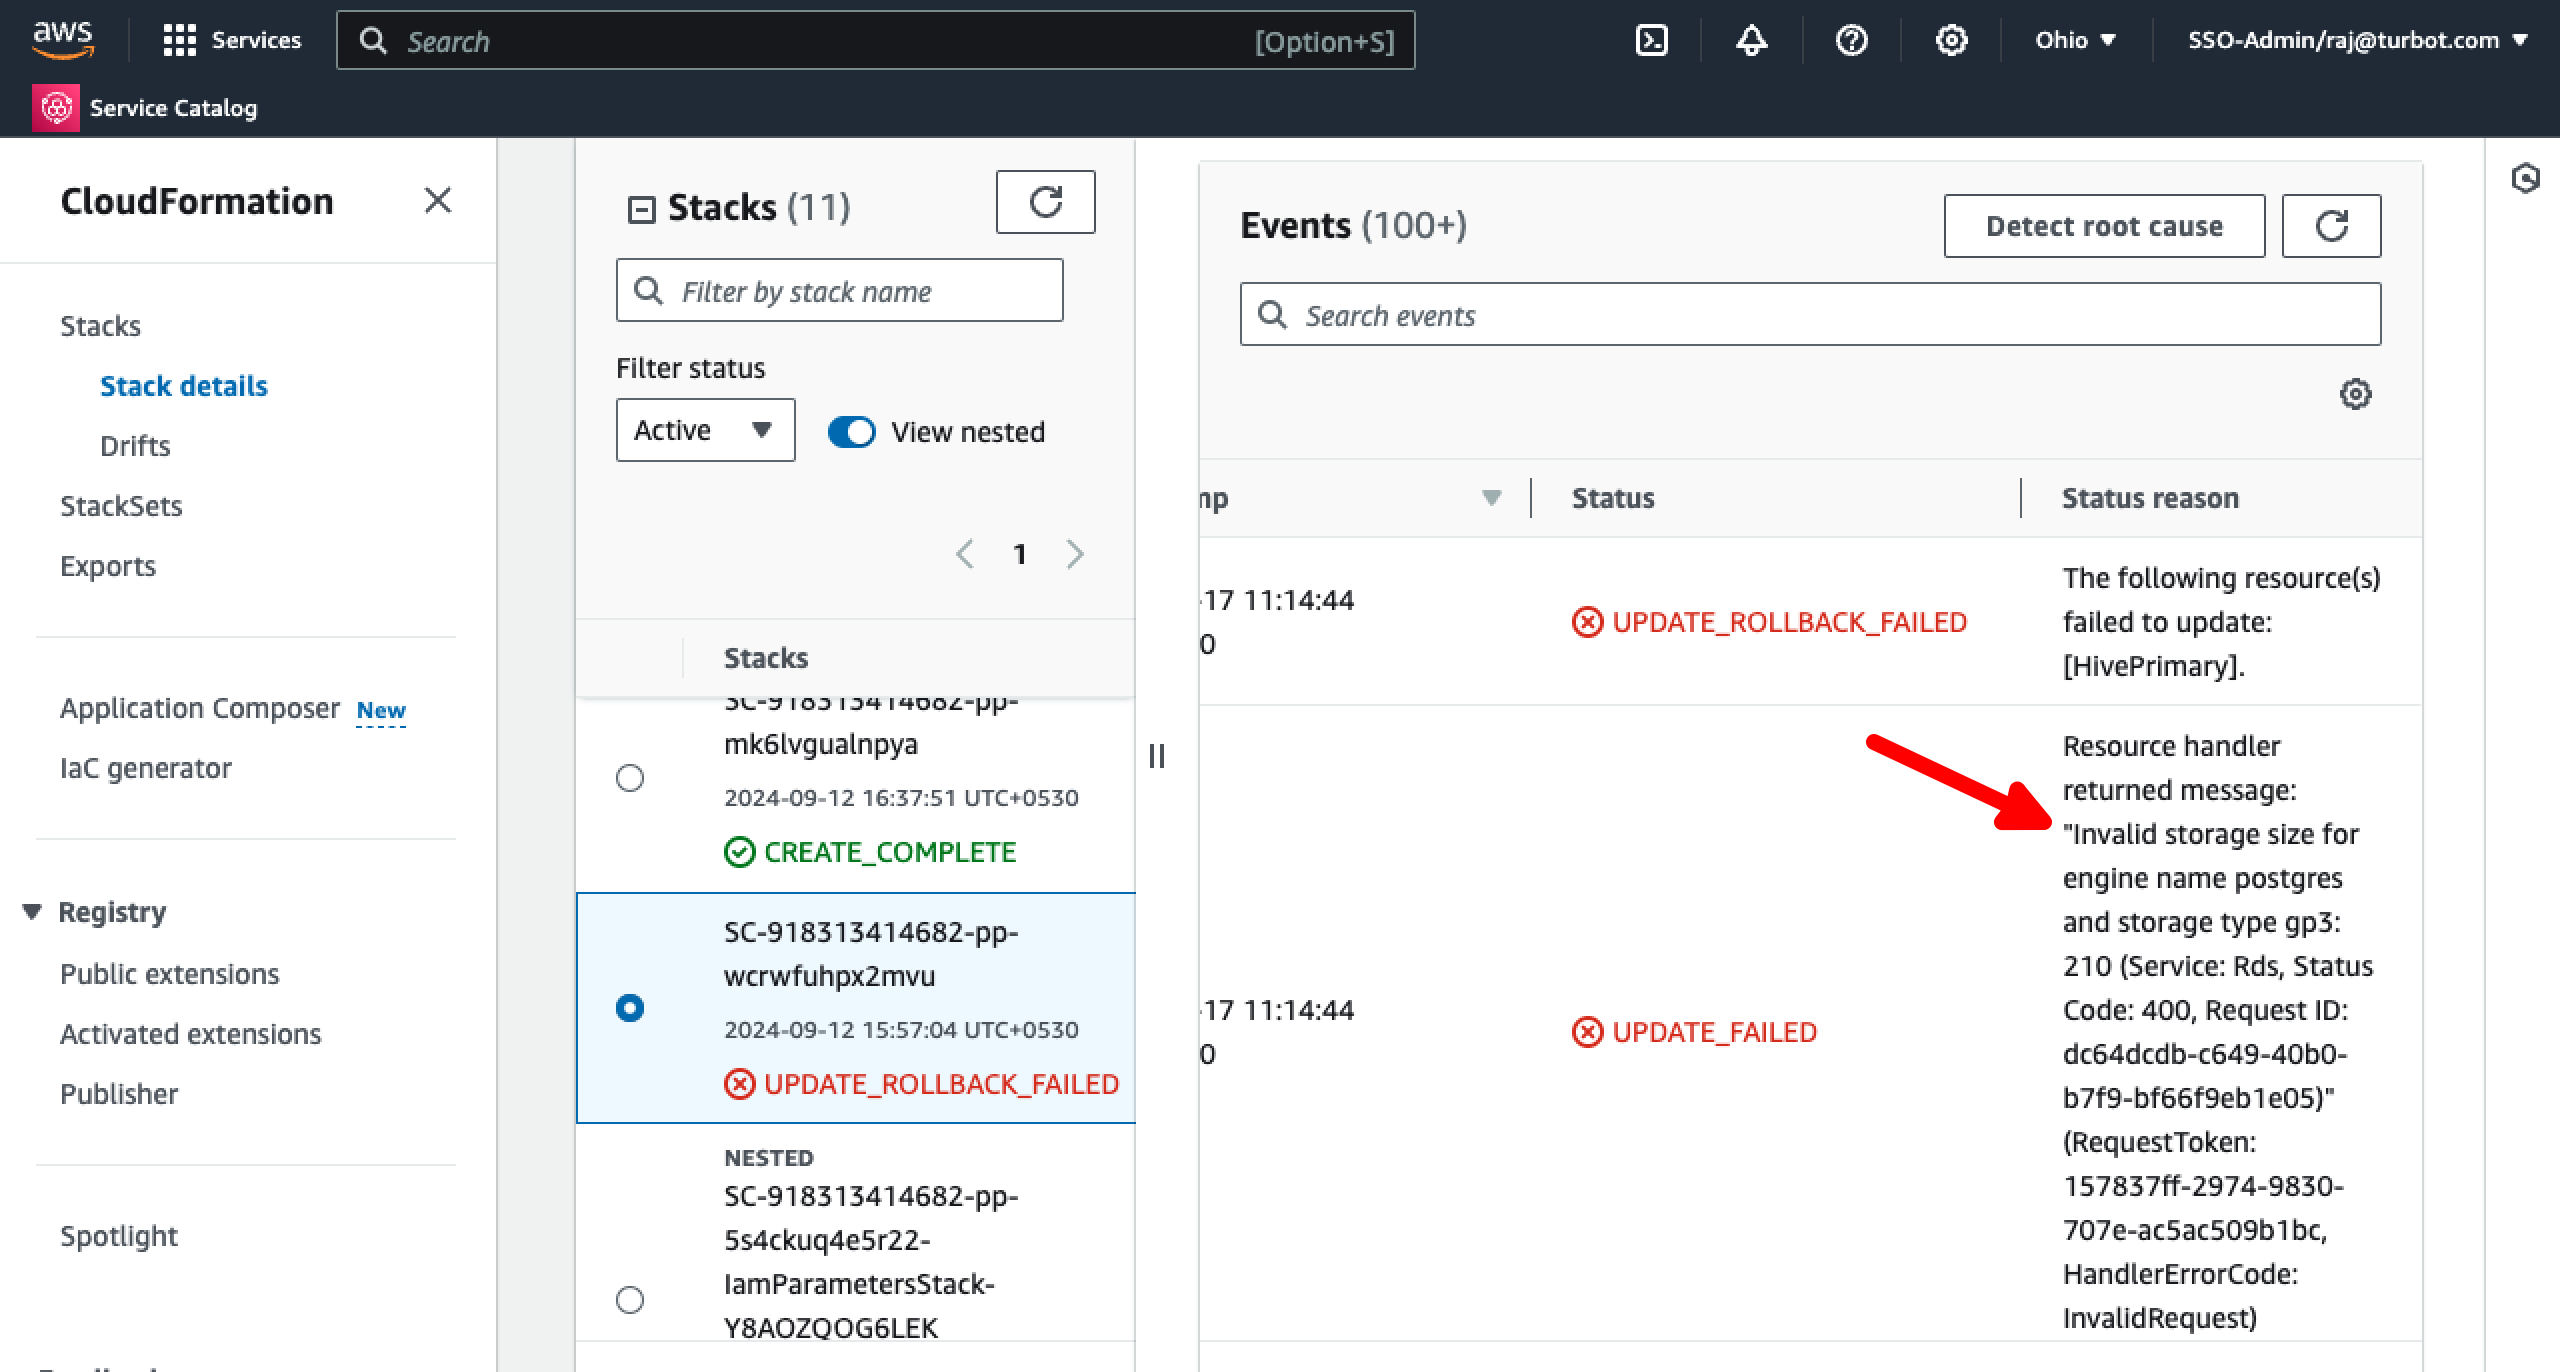 aws
Services
Search
[Option+S]
Ohio
SSO-Admin/raj@turbot.com
Service Catalog
CloudFormation
Stacks
Stack details
Drifts
StackSets
Exports
Application Composer New
IaC generator
Registry
Public extensions
Activated extensions
Publisher
Spotlight
Stacks (11)
Filter by stack name
Filter status
Active
View nested
1
Stacks
SC-918313414682-pp-
mk6lvgualnpya
2024-09-12 16:37:51 UTC+0530
CREATE_COMPLETE
SC-918313414682-pp-
wcrwfuhpx2mvu
2024-09-12 15:57:04 UTC+0530
UPDATE_ROLLBACK_FAILED
NESTED
SC-918313414682-pp-
5s4ckuq4e5r22-
IamParametersStack-
Y8AOZQOG6LEK
Events (100+)
Detect root cause
Search events
mp
Status
Status reason
-17 11:14:44
0
UPDATE_ROLLBACK_FAILED
The following resource(s)
failed to update:
[HivePrimary].
-17 11:14:44
0
UPDATE_FAILED
Resource handler
returned message:
"Invalid storage size for
engine name postgres
and storage type gp3:
210 (Service: Rds, Status
Code: 400, Request ID:
dc64dcdb-c649-40b0-
b7f9-bf66f9eb1e05)"
(RequestToken:
157837ff-2974-9830-
707e-ac5ac509b1bc,
HandlerErrorCode:
InvalidRequest)